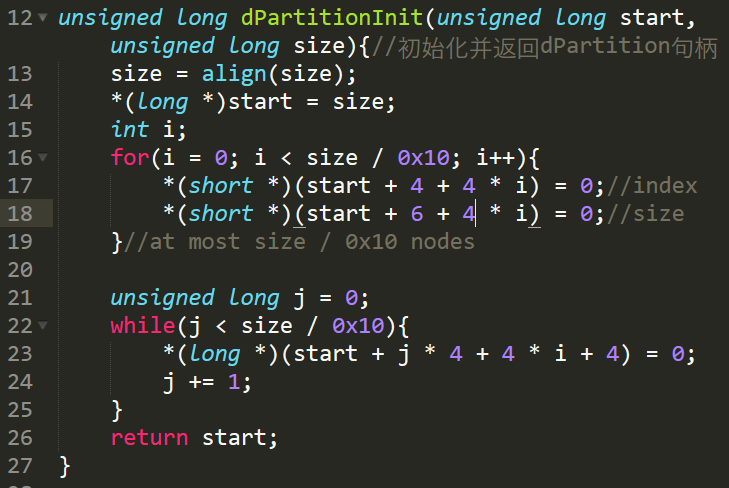 12 unsigned long dPartitionInit(unsigned long start,
unsigned long size){//初始化并返回dPartition句柄
13 size = align(size);
14 *(long *)start = size;
15 int i;
16 for(i = 0; i < size / 0x10; i++){
17 *(short *)(start + 4 + 4 * i) = 0;//index
18 *(short *)(start + 6 + 4 * i) = 0;//size
19 }//at most size / 0x10 nodes
20
21 unsigned long j = 0;
22 while(j < size / 0x10){
23 *(long *)(start + j * 4 + 4 * i + 4) = 0;
24 j += 1;
25 }
26 return start;
27 }